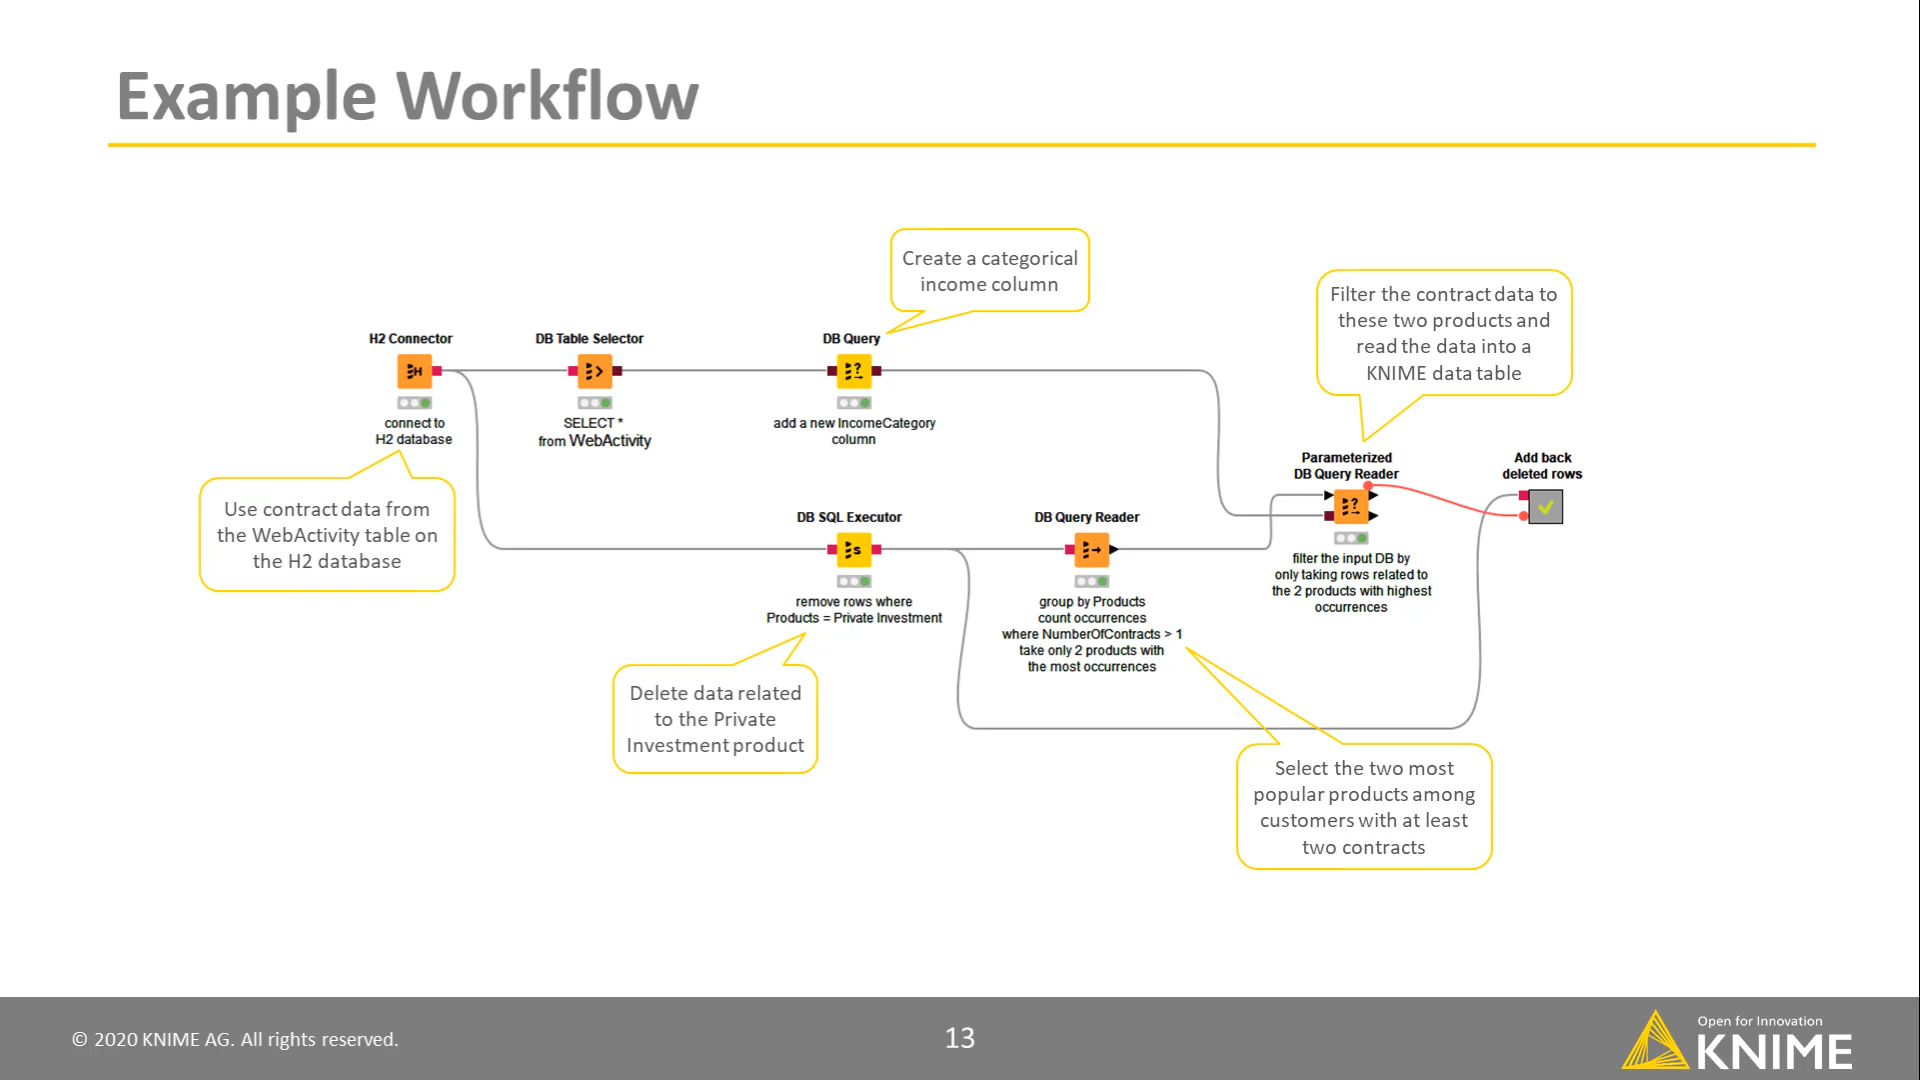 Example Workflow
Create a categorical
income column
Filter the contract data to
these two products and
read the data into a
KNIME data table
H2 Connector
DB Table Selector
DB Query
connect to
H2 database
SELECT *
from WebActivity
add a new IncomeCategory
column
Parameterized
DB Query Reader
Add back
deleted rows
Use contract data from
the WebActivity table on
the H2 database
DB SQL Executor
DB Query Reader
filter the input DB by
only taking rows related to
the 2 products with highest
occurrences
remove rows where
Products = Private Investment
group by Products
count occurrences
where NumberOfContracts > 1
take only 2 products with
the most occurrences
Delete data related
to the Private
Investment product
Select the two most
popular products among
customers with at least
two contracts
© 2020 KNIME AG. All rights reserved.
13
Open for Innovation
KNIME